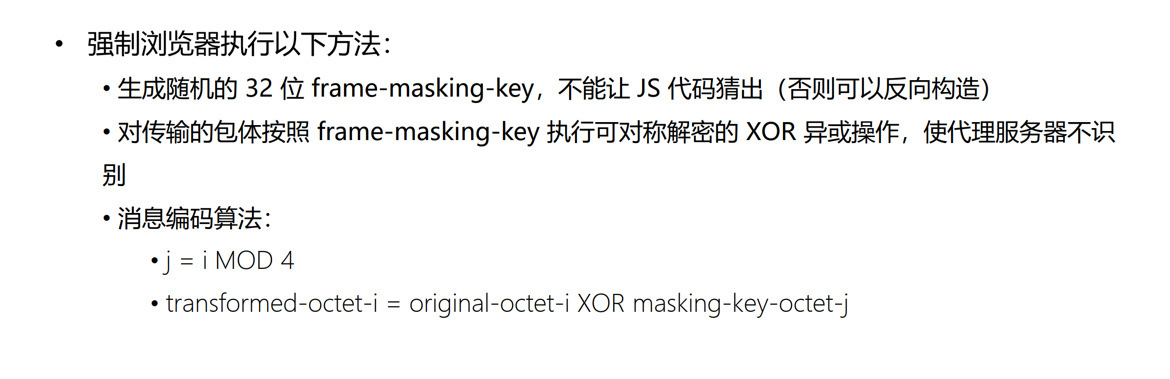 • 强制浏览器执行以下方法：
• 生成随机的 32 位 frame-masking-key，不能让 JS 代码猜出（否则可以反向构造）
• 对传输的包体按照 frame-masking-key 执行可对称解密的 XOR 异或操作，使代理服务器不识
别
• 消息编码算法：
• j = i MOD 4
• transformed-octet-i = original-octet-i XOR masking-key-octet-j